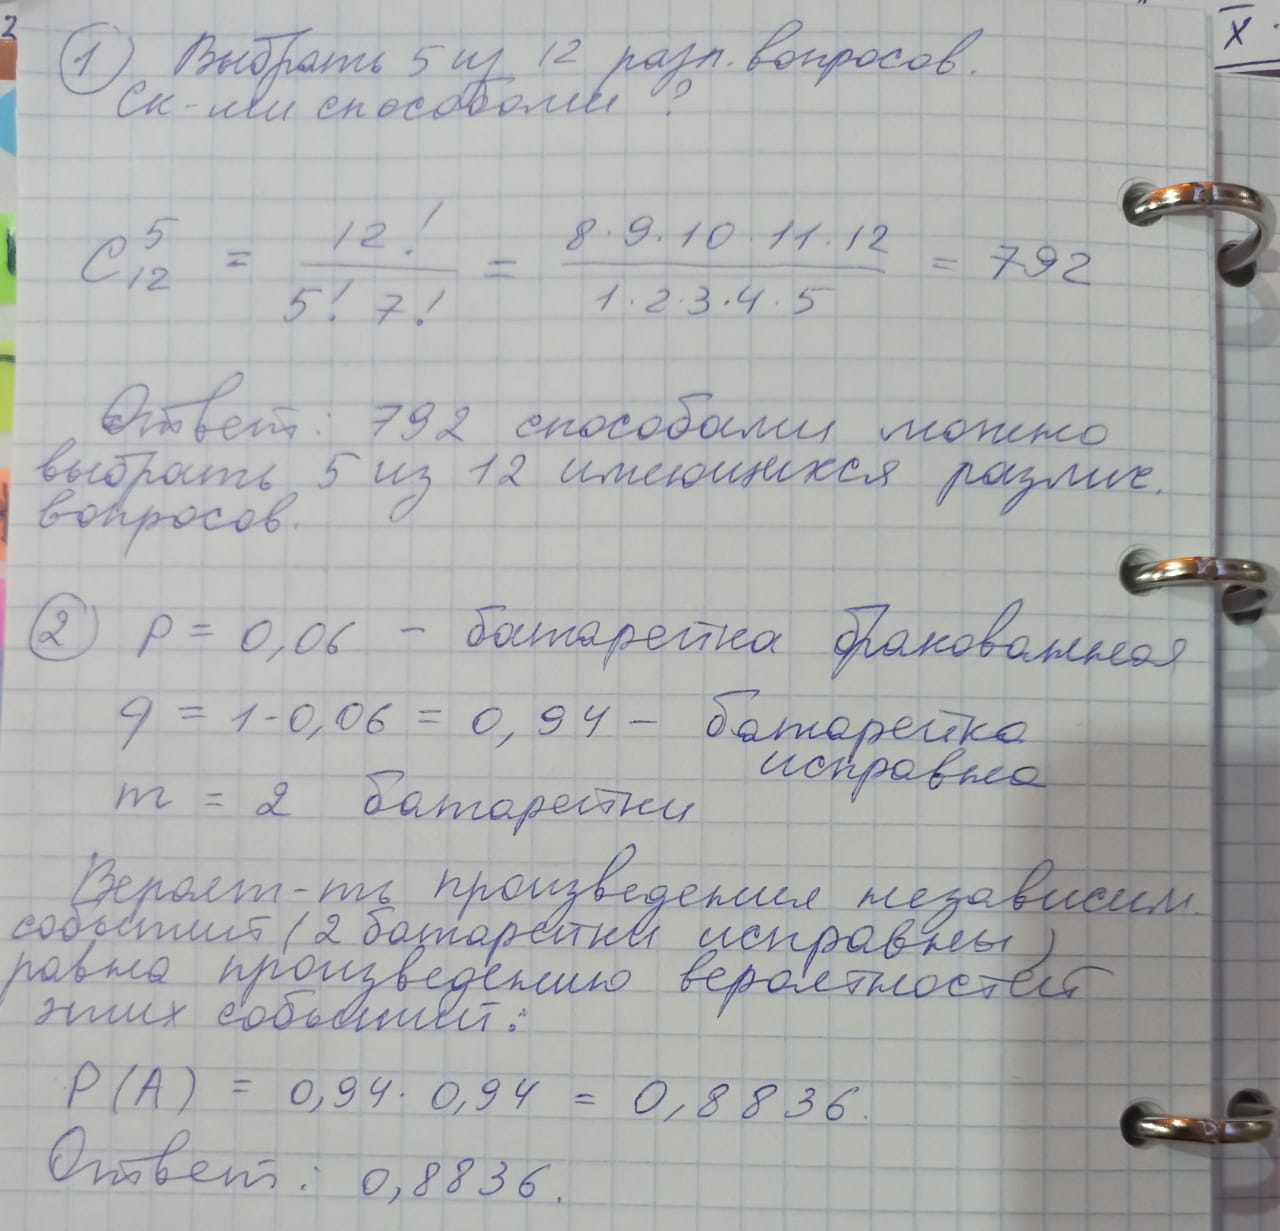 ① Выбрать 5 из 12 разл. вопросов.
Ск-ми способами ?
C₁₂⁵ = 12! / (5! 7!) = (8·9·10·11·12) / (1·2·3·4·5) = 792
Ответ: 792 способами можно
выбрать 5 из 12 имеющихся различ.
вопросов.
② p = 0,06 – батарейка бракованная
q = 1-0,06 = 0,94 – батарейка
исправна
m = 2 батарейки
Вероят-ть произведения независим.
событий (2 батарейки исправны)
равна произведению вероятностей
этих событий:
P(A) = 0,94· 0,94 = 0,8836.
Ответ: 0,8836.
2
x̅